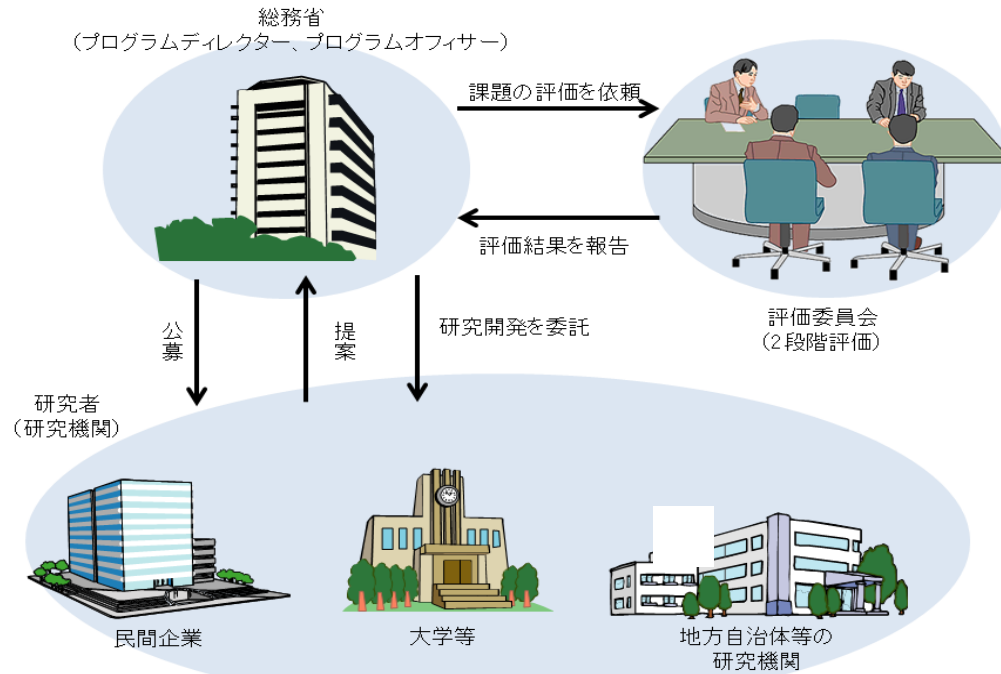 総務省
(プログラムディレクター、プログラムオフィサー)
課題の評価を依頼
評価結果を報告
評価委員会
(2段階評価)
公募
提案
研究開発を委託
研究者
(研究機関)
民間企業
大学等
地方自治体等の
研究機関